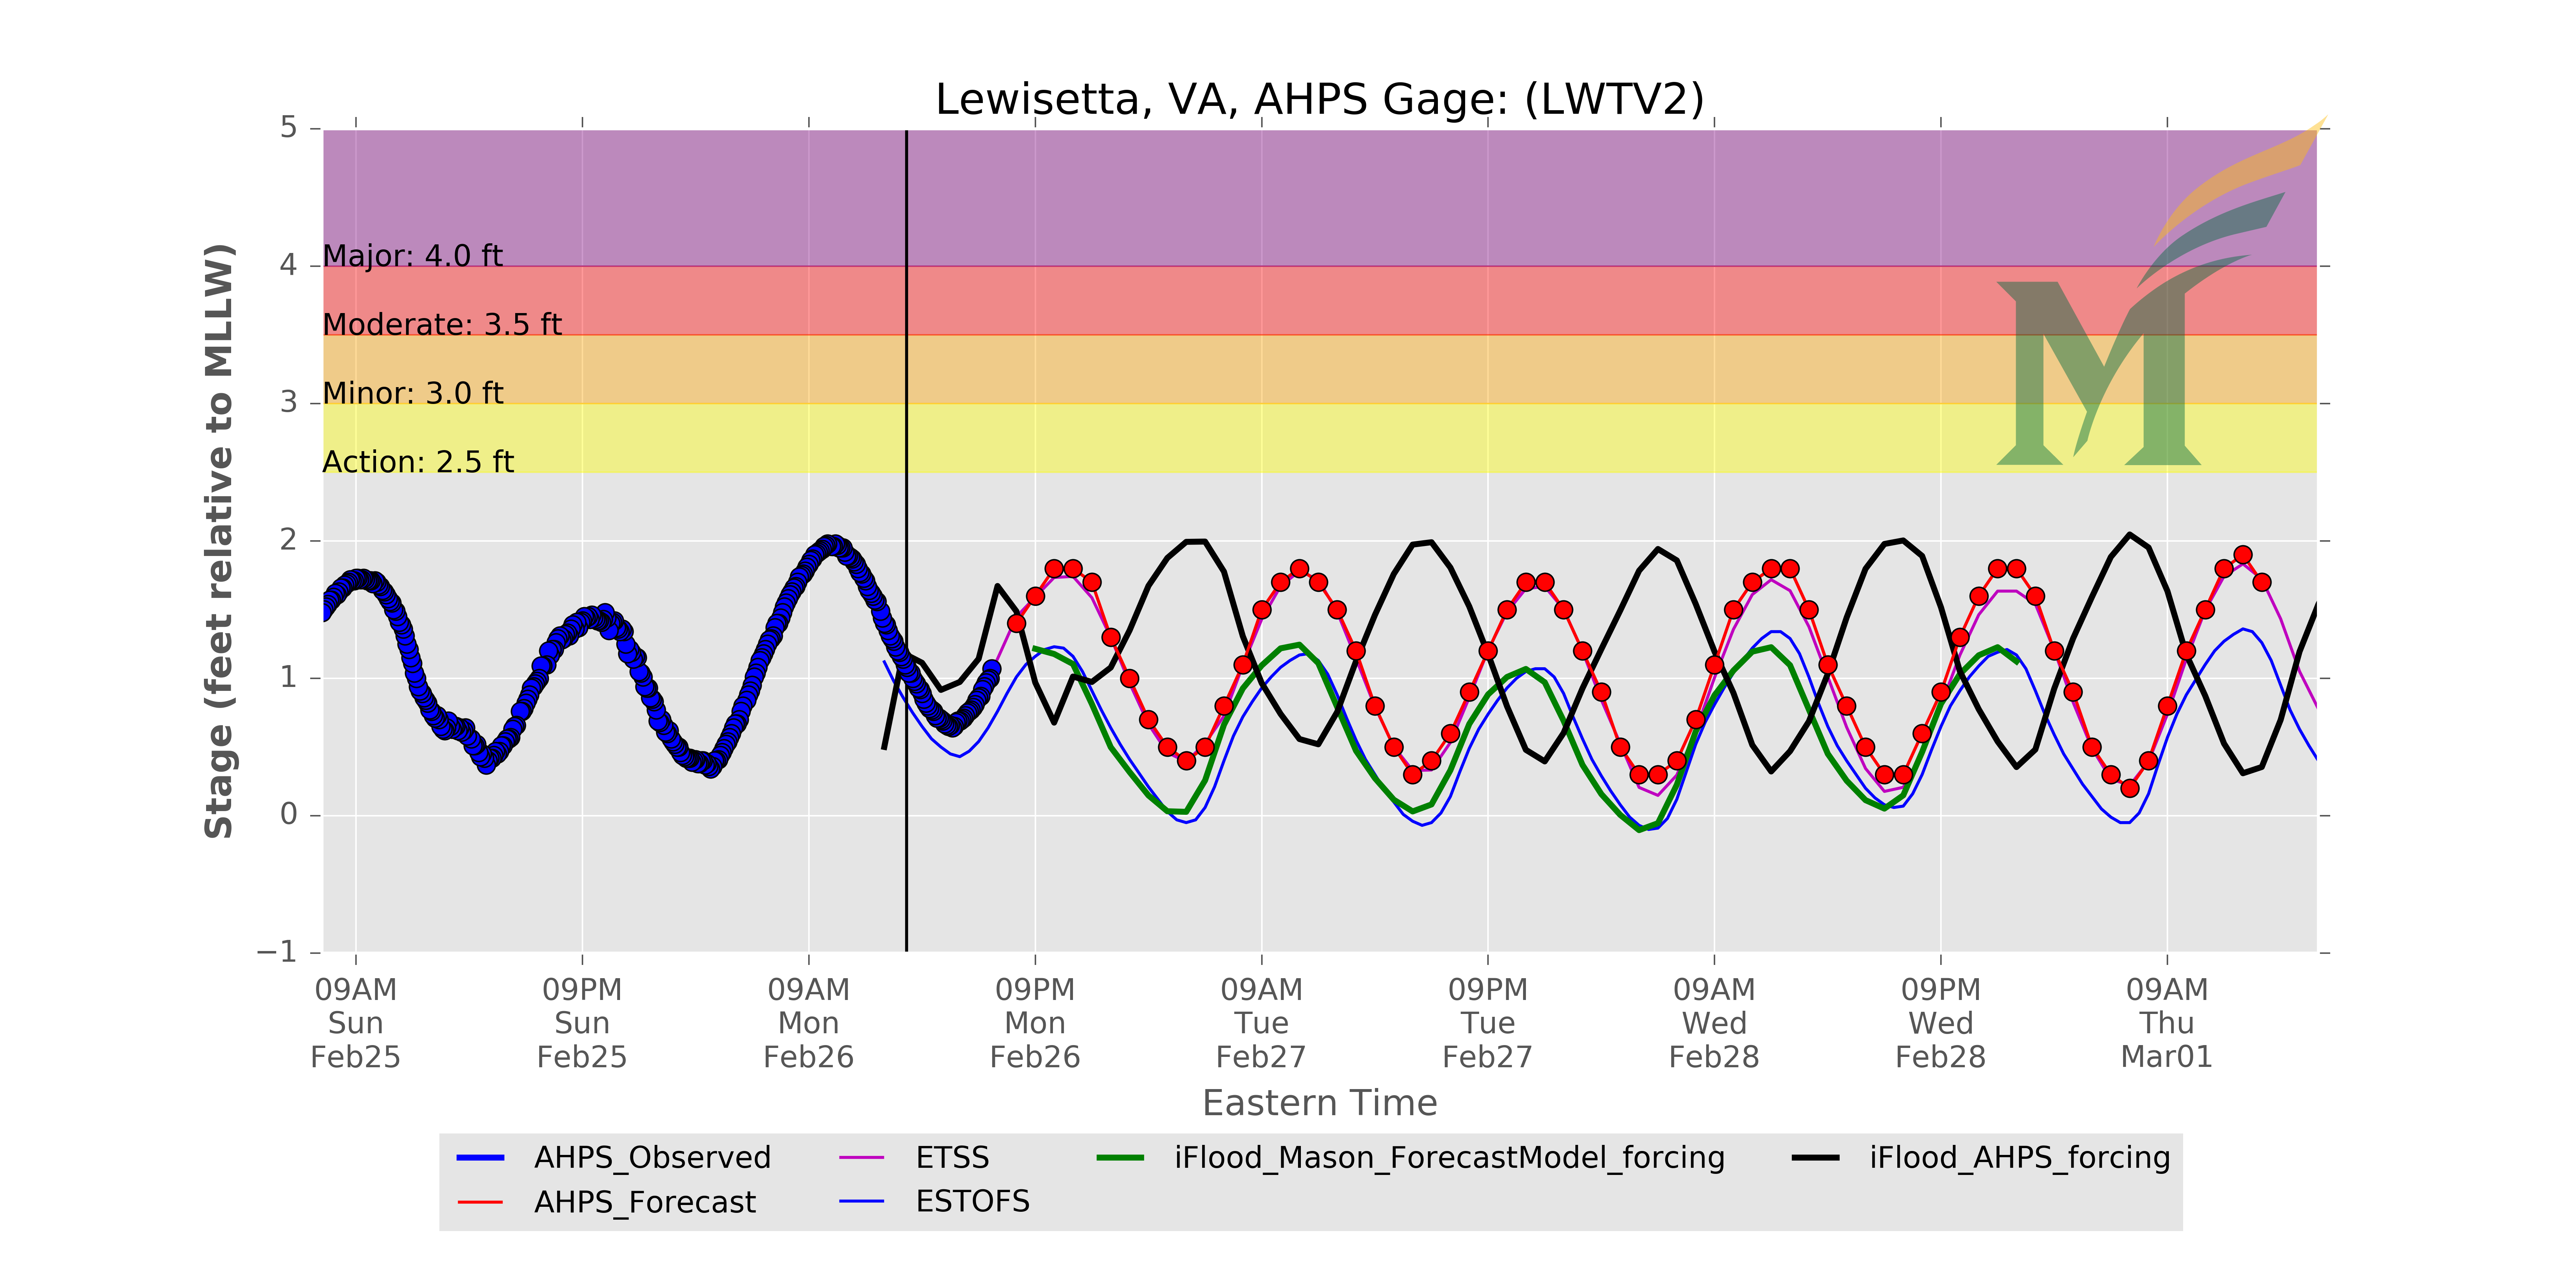 Lewisetta, VA, AHPS Gage: (LWTV2)
Stage (feet relative to MLLW)
5
4
3
2
1
0
−1
Major: 4.0 ft
Moderate: 3.5 ft
Minor: 3.0 ft
Action: 2.5 ft
M
09AM 09PM 09AM 09PM 09AM 09PM 09AM 09PM 09AM
Sun Sun Mon Mon Tue Tue Wed Wed Thu
Feb25 Feb25 Feb26 Feb26 Feb27 Feb27 Feb28 Feb28 Mar01
Eastern Time
AHPS_Observed ETSS iFlood_Mason_ForecastModel_forcing iFlood_AHPS_forcing
AHPS_Forecast ESTOFS